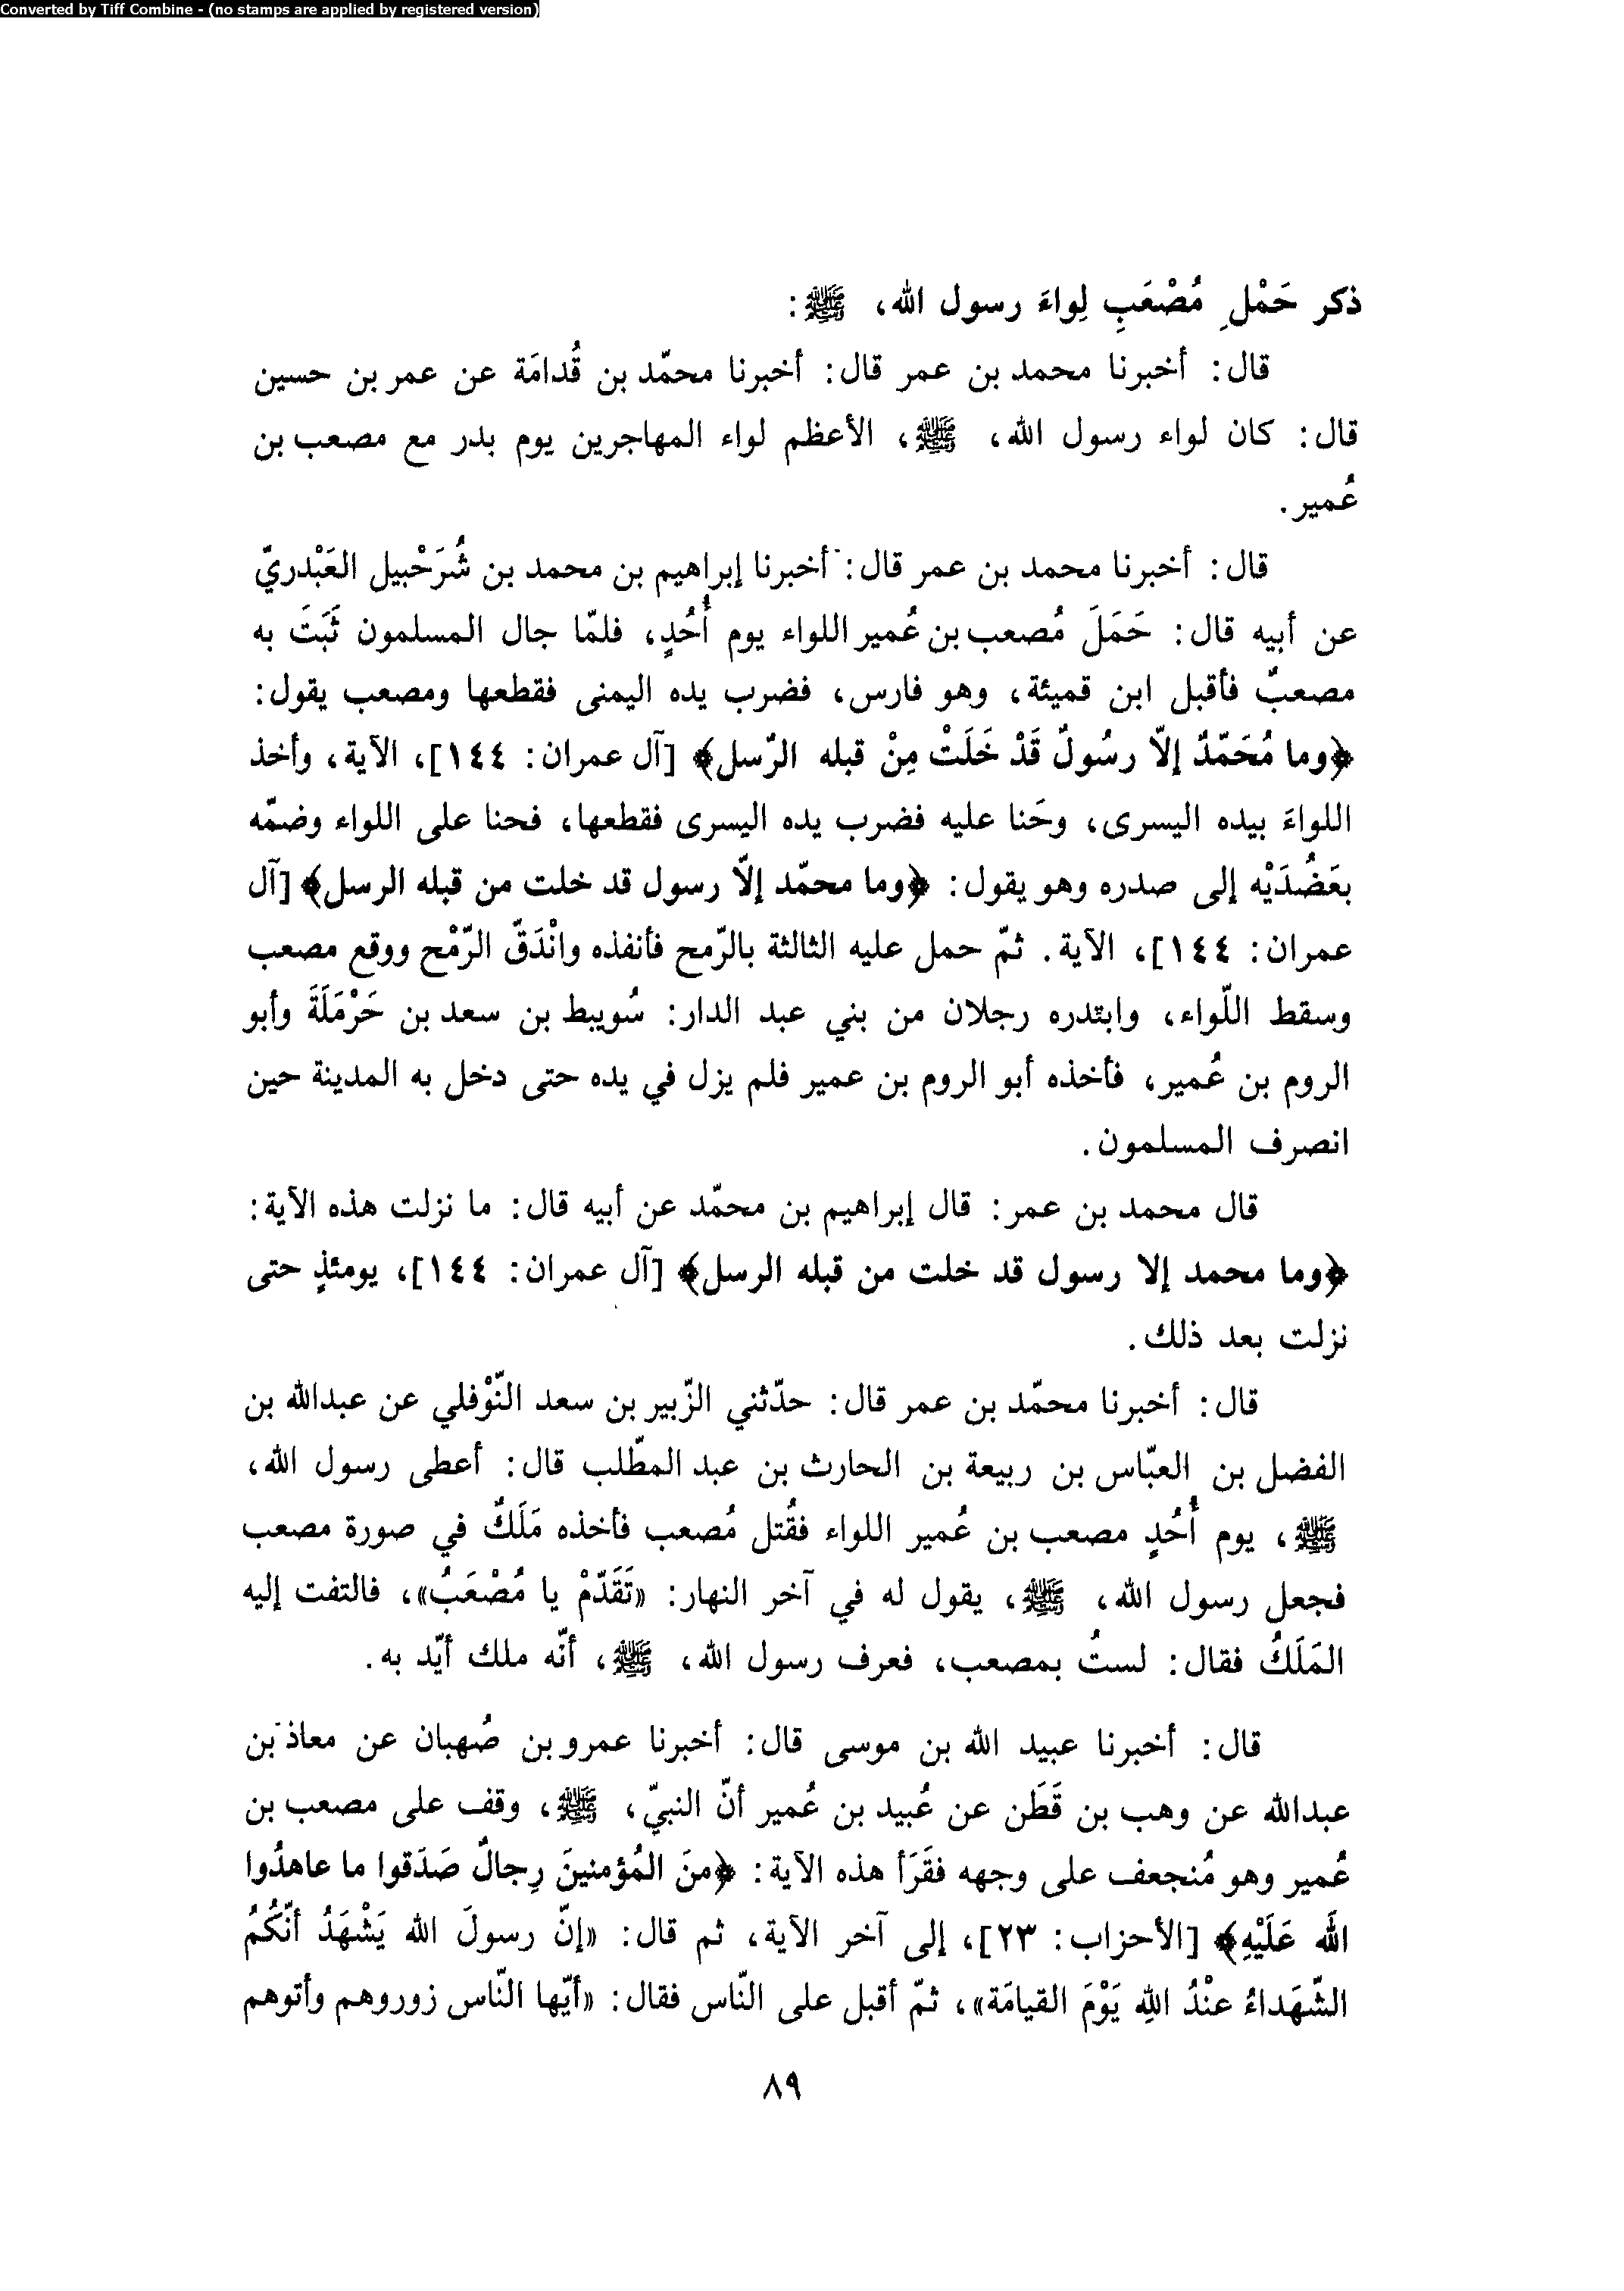 Converted by Tiff Combine - (no stamps are applied by registered version)
ذكر حَمْلِ مُصْعَبِ لِواءَ رسول الله، ﷺ:
قال: أخبرنا محمد بن عمر قال: أخبرنا محمّد بن قُدامَة عن عمر بن حسين
قال: كان لواء رسول الله، ﷺ، الأعظم لواء المهاجرين يوم بدر مع مصعب بن
عُمير.
قال: أخبرنا محمد بن عمر قال: أخبرنا إبراهيم بن محمد بن شُرَحْبيل العَبْدريّ
عن أبيه قال: حَمَلَ مُصعب بن عُمير اللواء يوم أُحُدٍ، فلمّا جال المسلمون ثَبَتَ به
مصعبٌ فأقبل ابن قميئة، وهو فارس، فضرب يده اليمنى فقطعها ومصعب يقول:
﴿وما مُحَمّدٌ إلاّ رسُولٌ قَدْ خَلَتْ مِنْ قبله الرّسل﴾ [آل عمران: ١٤٤]، الآية، وأخذ
اللواءَ بيده اليسرى، وحَنا عليه فضرب يده اليسرى فقطعها، فحنا على اللواء وضمّه
بعَضُدَيْه إلى صدره وهو يقول: ﴿وما محمّد إلاّ رسول قد خلت من قبله الرسل﴾ [آل
عمران: ١٤٤]، الآية. ثمّ حمل عليه الثالثة بالرّمح فأنفذه وانْدَقّ الرّمْح ووقع مصعب
وسقط اللّواء، وابتدره رجلان من بني عبد الدار: سُويبط بن سعد بن حَرْمَلَةَ وأبو
الروم بن عُمير، فأخذه أبو الروم بن عمير فلم يزل في يده حتى دخل به المدينة حين
انصرف المسلمون.
قال محمد بن عمر: قال إبراهيم بن محمّد عن أبيه قال: ما نزلت هذه الآية:
﴿وما محمد إلا رسول قد خلت من قبله الرسل﴾ [آل عمران: ١٤٤]، يومئذٍ حتى
نزلت بعد ذلك.
قال: أخبرنا محمّد بن عمر قال: حدّثني الزّبير بن سعد النّوْفلي عن عبدالله بن
الفضل بن العبّاس بن ربيعة بن الحارث بن عبد المطّلب قال: أعطى رسول الله،
ﷺ، يوم أُحُدٍ مصعب بن عُمير اللواء فقُتل مُصعب فأخذه مَلَكٌ في صورة مصعب
فجعل رسول الله، ﷺ، يقول له في آخر النهار: «تَقَدّمْ يا مُصْعَبُ»، فالتفت إليه
المَلَكُ فقال: لستُ بمصعب، فعرف رسول الله، ﷺ، أنّه ملك أيّد به.
قال: أخبرنا عبيد الله بن موسى قال: أخبرنا عمرو بن صُهبان عن معاذ بن
عبدالله عن وهب بن قَطَن عن عُبيد بن عُمير أنّ النبيّ، ﷺ، وقف على مصعب بن
عُمير وهو مُنجعف على وجهه فقَرَأ هذه الآية: ﴿منَ المُؤمنينَ رِجالٌ صَدَقوا ما عاهدُوا
اللَّه عَلَيْهِ﴾ [الأحزاب: ٢٣]، إلى آخر الآية، ثم قال: «إنّ رسولَ الله يَشْهَدُ أنّكُمُ
الشّهَداءُ عنْدُ اللهِ يَوْمَ القيامَة»، ثمّ أقبل على النّاس فقال: «أيّها النّاس زوروهم وأتوهم
٨٩